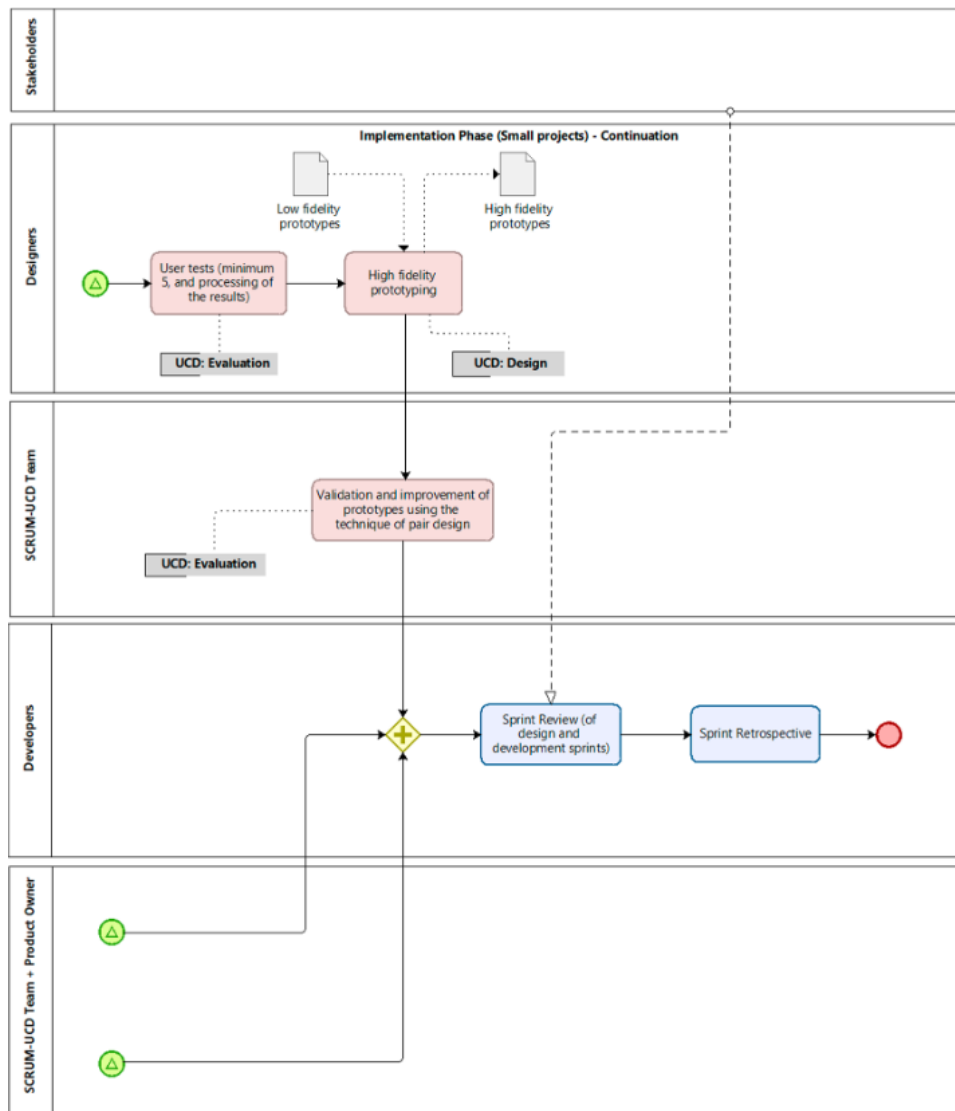 Stakeholders
Implementation Phase (Small projects) - Continuation
Designers
Low fidelity
prototypes
High fidelity
prototypes
User tests (minimum
5, and processing of
the results)
High fidelity
prototyping
UCD: Evaluation
UCD: Design
SCRUM-UCD Team
Validation and improvement of
prototypes using the
technique of pair design
UCD: Evaluation
Developers
Sprint Review (of
design and
development sprints)
Sprint Retrospective
SCRUM-UCD Team + Product Owner